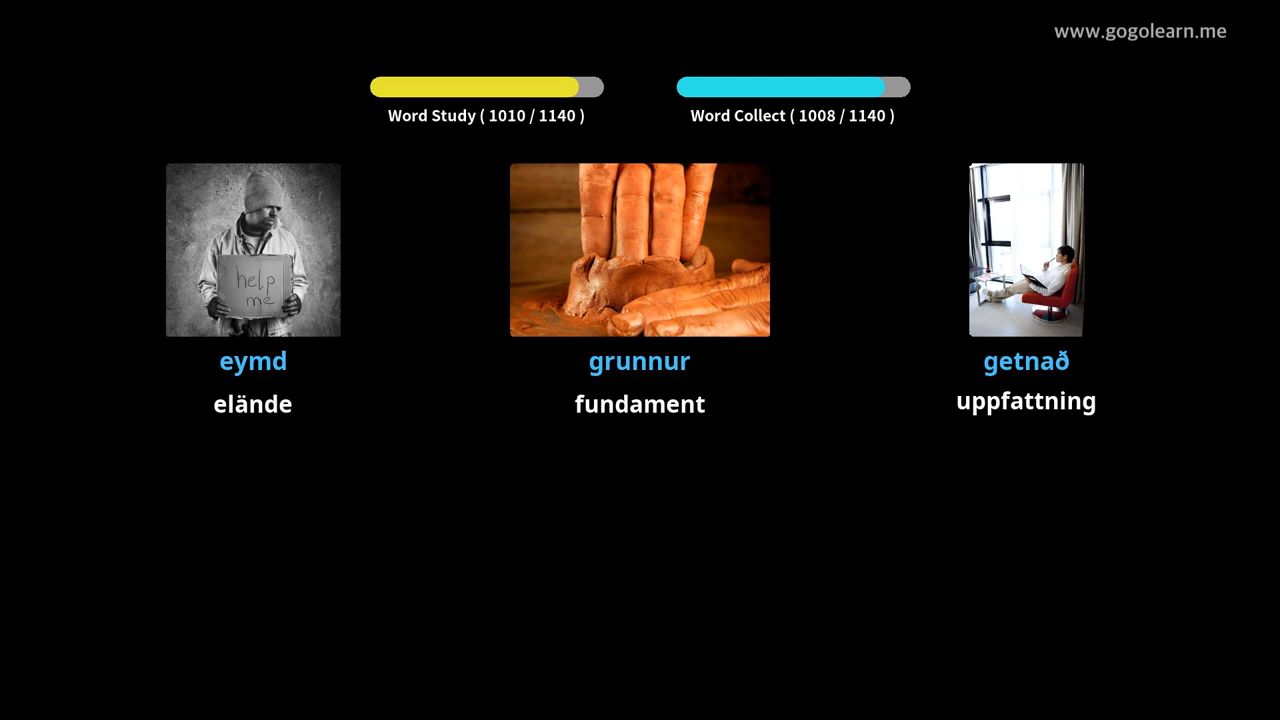 www.gogolearn.me
Word Study ( 1010 / 1140 )
Word Collect ( 1008 / 1140 )
help
me
eymd
grunnur
getnað
elände
fundament
uppfattning